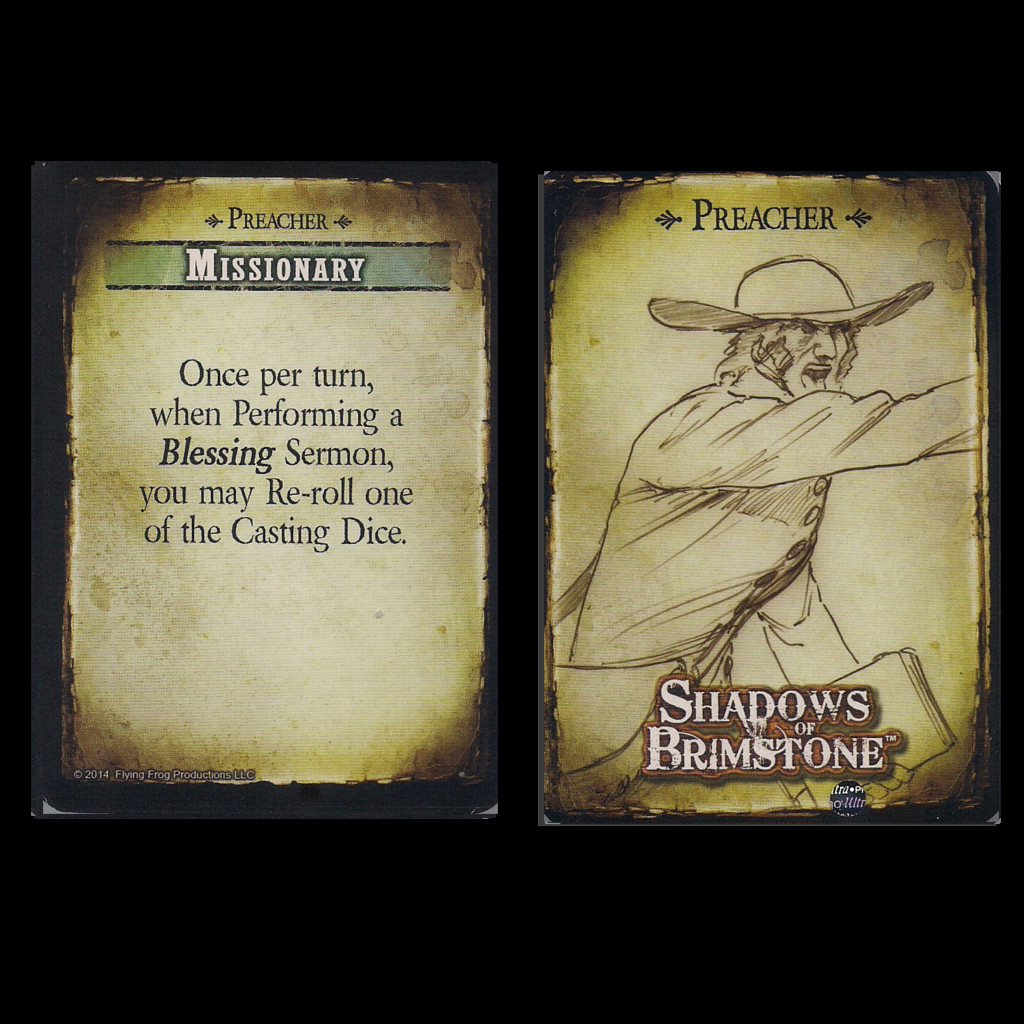 PREACHER
MISSIONARY
Once per turn,
when Performing a
Blessing Sermon,
you may Re-roll one
of the Casting Dice.
© 2014 Flying Frog Productions LLC
PREACHER
SHADOWS
OF
BRIMSTONE™